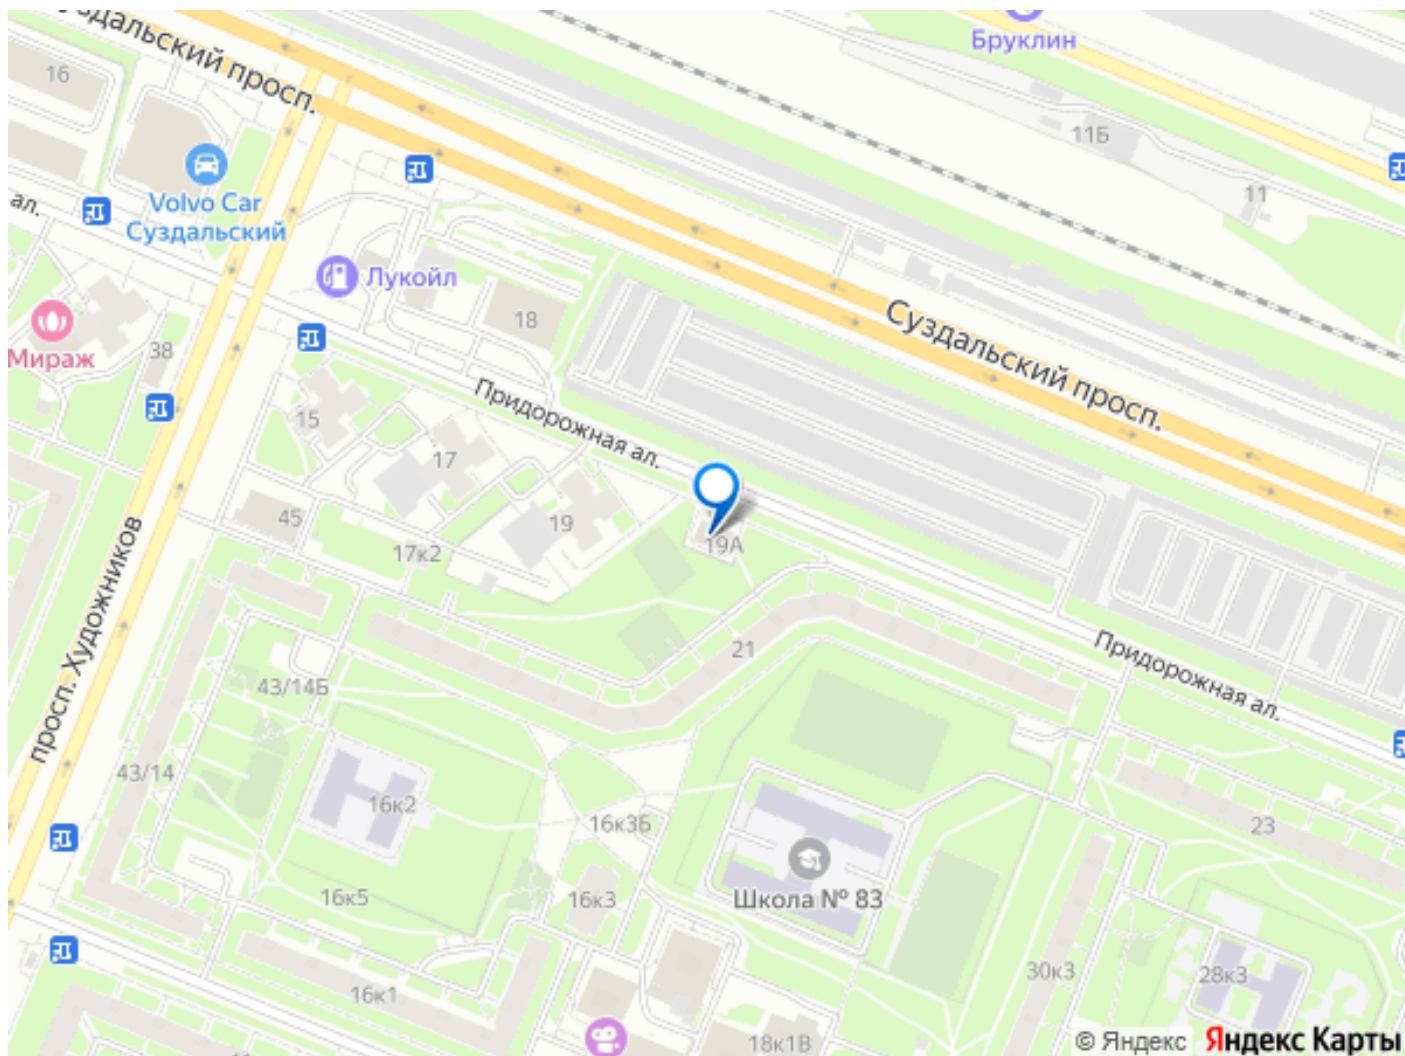 Суздальский просп.
Бруклин
16
11Б
11
Volvo Car
Суздальский
ал.
Лукойл
18
Суздальский просп.
Мираж
38
15
Придорожная ал.
17
19
45
17к2
19А
просп. Художников
21
43/14Б
Придорожная ал.
43/14
16к2
16к3Б
23
16к5
16к3
Школа № 83
30к3
28к3
16к1
18к1В
© Яндекс Яндекс Карты